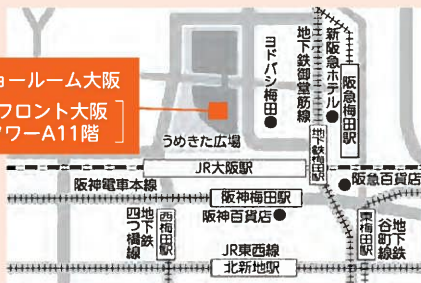 ョールーム大阪
フロント大阪
ワーA11階
ヨドバシ梅田
地下鉄御堂筋線
新阪急ホテル
阪急梅田駅
うめきた広場
地下鉄梅田駅
JR大阪駅
阪神電車本線
阪急百貨店
阪神梅田駅
阪神百貨店
地下鉄
四つ橋線
西梅田駅
東梅田駅
地下鉄
谷町線
JR東西線
北新地駅